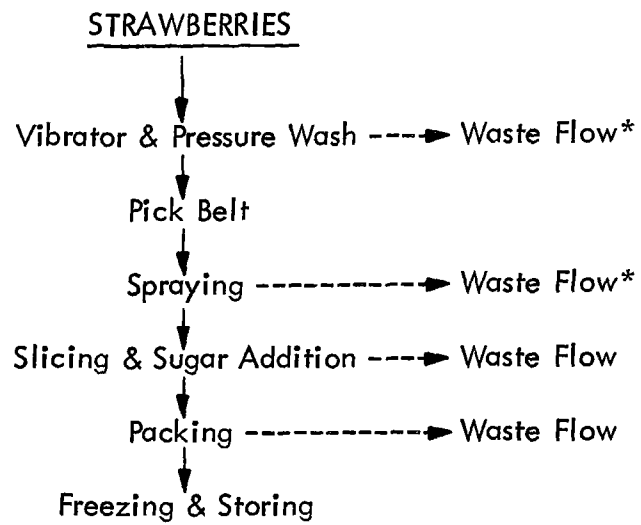 STRAWBERRIES
Vibrator & Pressure Wash Waste Flow*
Pick Belt
Spraying Waste Flow*
Slicing & Sugar Addition Waste Flow
Packing Waste Flow
Freezing & Storing